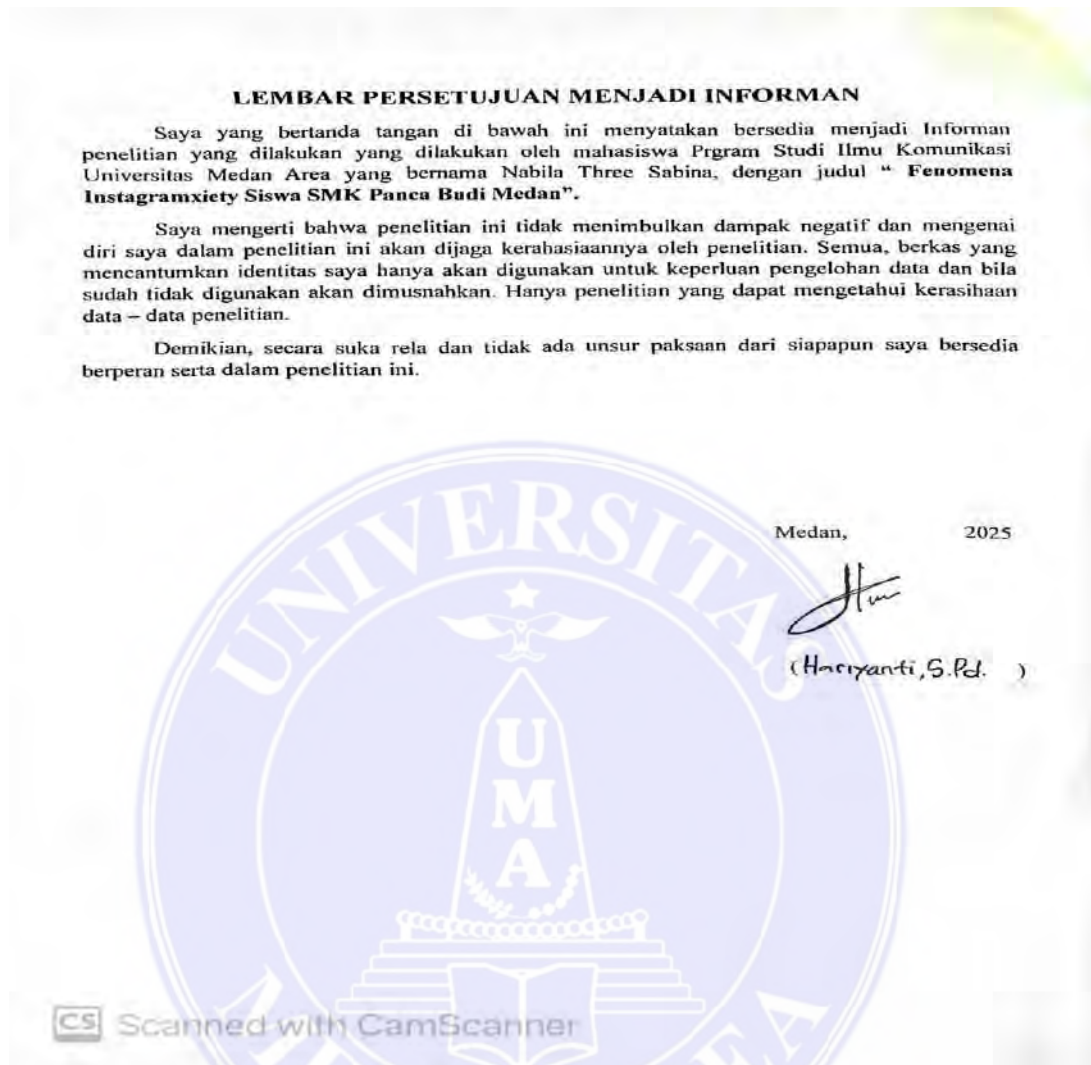 LEMBAR PERSETUJUAN MENJADI INFORMAN
Saya yang bertanda tangan di bawah ini menyatakan bersedia menjadi Informan
penelitian yang dilakukan yang dilakukan oleh mahasiswa Prgram Studi Ilmu Komunikasi
Universitas Medan Area yang bernama Nabila Three Sabina, dengan judul “ Fenomena
Instagramxiety Siswa SMK Panca Budi Medan”.
Saya mengerti bahwa penelitian ini tidak menimbulkan dampak negatif dan mengenai
diri saya dalam penelitian ini akan dijaga kerahasiaannya oleh penelitian. Semua, berkas yang
mencantumkan identitas saya hanya akan digunakan untuk keperluan pengelohan data dan bila
sudah tidak digunakan akan dimusnahkan. Hanya penelitian yang dapat mengetahui kerasihaan
data – data penelitian.
Demikian, secara suka rela dan tidak ada unsur paksaan dari siapapun saya bersedia
berperan serta dalam penelitian ini.
Medan, 2025
(Hariyanti, S.Pd. )
UNIVERSITAS
UMA
CS Scanned with CamScanner